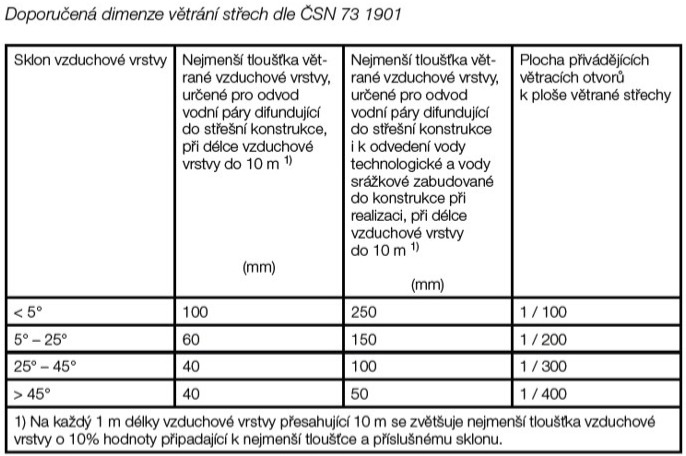 Doporučená dimenze větrání střech dle ČSN 73 1901
Sklon vzduchové vrstvy
Nejmenší tloušťka vět-
rané vzduchové vrstvy,
určené pro odvod
vodní páry difundující
do střešní konstrukce,
při délce vzduchové
vrstvy do 10 m 1)
(mm)
Nejmenší tloušťka vět-
rané vzduchové vrstvy,
určené pro odvod
vodní páry difundující
do střešní konstrukce
i k odvedení vody
technologické a vody
srážkové zabudované
do konstrukce při
realizaci, při délce
vzduchové vrstvy
do 10 m 1)
(mm)
Plocha přivádějících
větracích otvorů
k ploše větrané střechy
< 5° 100 250 1 / 100
5° – 25° 60 150 1 / 200
25° – 45° 40 100 1 / 300
> 45° 40 50 1 / 400
1) Na každý 1 m délky vzduchové vrstvy přesahující 10 m se zvětšuje nejmenší tloušťka vzduchové
vrstvy o 10% hodnoty připadající k nejmenší tloušťce a příslušnému sklonu.